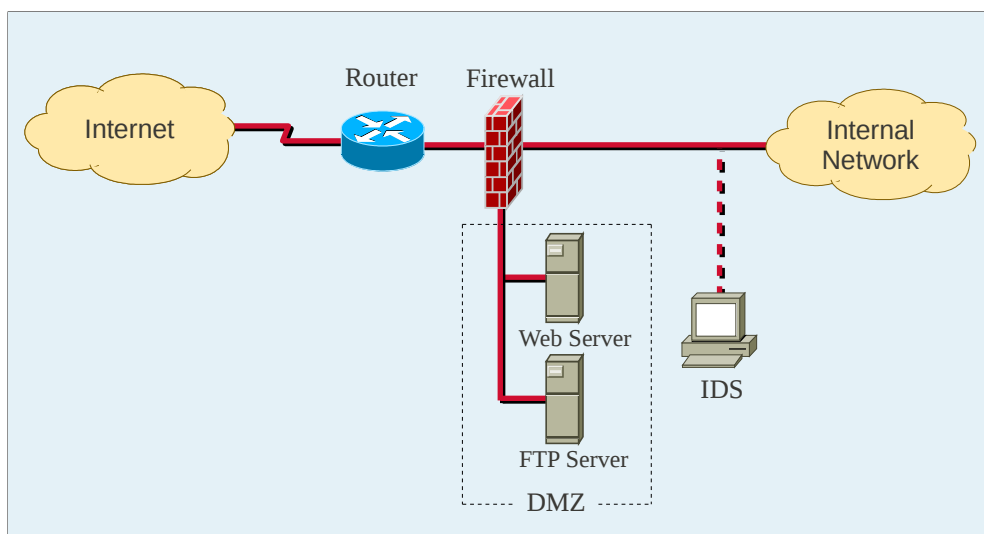 Router
Firewall
Internet
Internal
Network
Web Server
IDS
FTP Server
DMZ